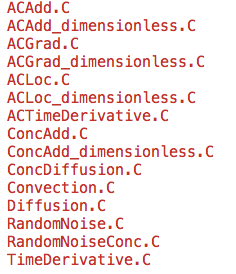 ACAdd.C
ACAdd_dimensionless.C
ACGrad.C
ACGrad_dimensionless.C
ACLoc.C
ACLoc_dimensionless.C
ACTimeDerivative.C
ConcAdd.C
ConcAdd_dimensionless.C
ConcDiffusion.C
Convection.C
Diffusion.C
RandomNoise.C
RandomNoiseConc.C
TimeDerivative.C